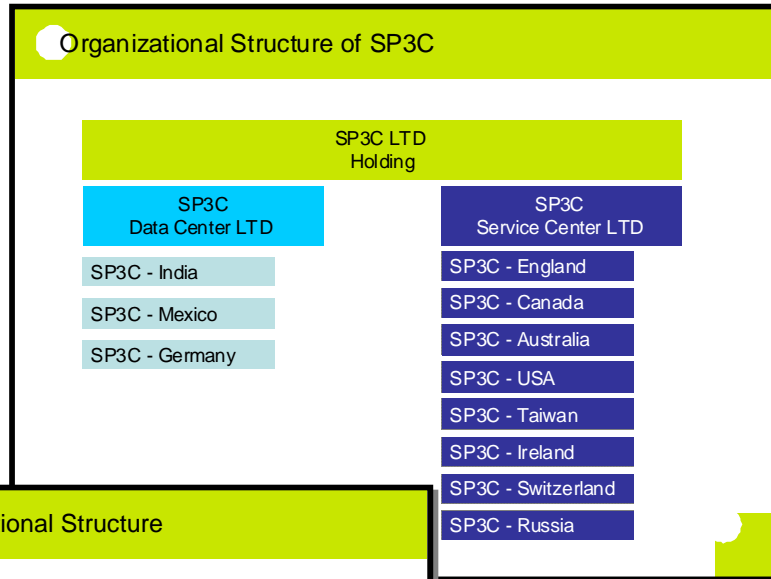 Organizational Structure of SP3C
SP3C LTD
Holding
SP3C
Data Center LTD
SP3C - India
SP3C - Mexico
SP3C - Germany
SP3C
Service Center LTD
SP3C - England
SP3C - Canada
SP3C - Australia
SP3C - USA
SP3C - Taiwan
SP3C - Ireland
SP3C - Switzerland
SP3C - Russia
ional Structure